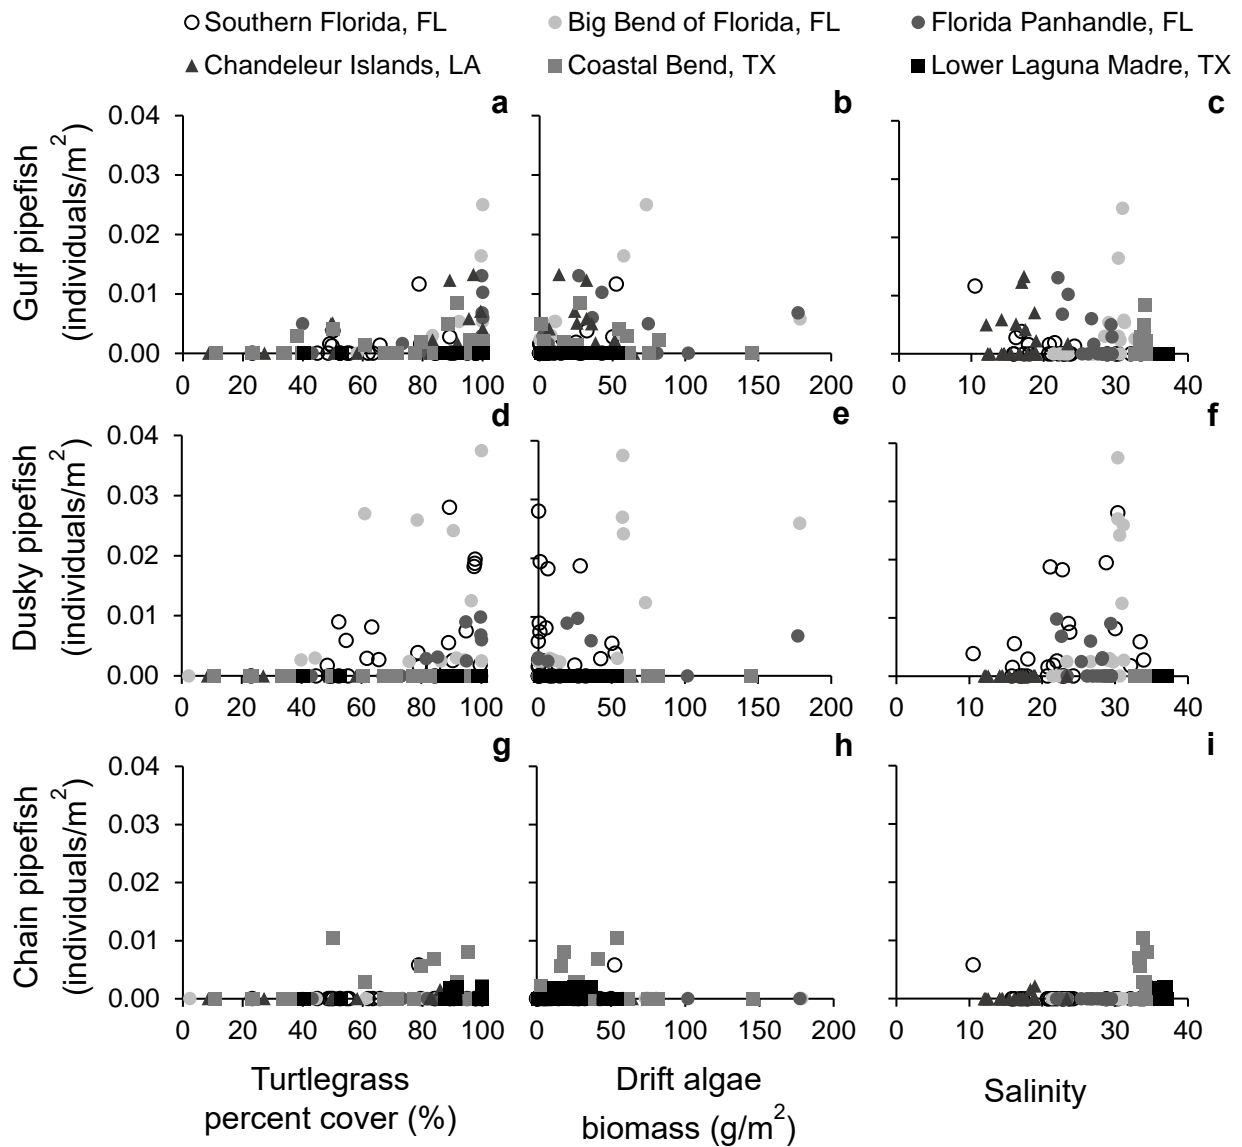 Southern Florida, FL
Big Bend of Florida, FL
Florida Panhandle, FL
Chandeleur Islands, LA
Coastal Bend, TX
Lower Laguna Madre, TX
a
b
c
Gulf pipefish
(individuals/m²)
0.04
0.03
0.02
0.01
0.00
0 20 40 60 80 100
0 50 100 150 200
0 10 20 30 40
d
e
f
Dusky pipefish
(individuals/m²)
0.04
0.03
0.02
0.01
0.00
0 20 40 60 80 100
0 50 100 150 200
0 10 20 30 40
g
h
i
Chain pipefish
(individuals/m²)
0.04
0.03
0.02
0.01
0.00
0 20 40 60 80 100
0 50 100 150 200
0 10 20 30 40
Turtlegrass
percent cover (%)
Drift algae
biomass (g/m²)
Salinity